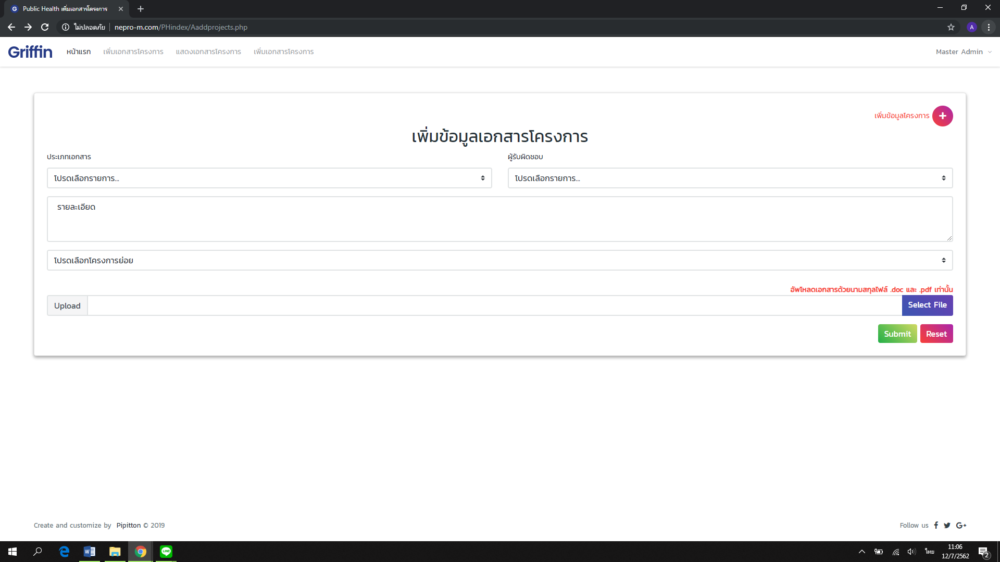 Public Health เพิ่มเอกสารโครงการ
ไม่ปลอดภัย nepro-m.com/PHindex/Aaddprojects.php
A
Griffin หน้าแรก เพิ่มเอกสารโครงการ แสดงเอกสารโครงการ เพิ่มเอกสารโครงการ Master Admin
เพิ่มข้อมูลโครงการ
เพิ่มข้อมูลเอกสารโครงการ
ประเภทเอกสาร ผู้รับผิดชอบ
โปรดเลือกรายการ... โปรดเลือกรายการ...
รายละเอียด
โปรดเลือกโครงการย่อย
อัพโหลดเอกสารด้วยนามสกุลไฟล์ .doc และ .pdf เท่านั้น
Upload Select File
Submit Reset
Create and customize by Pipitton © 2019 Follow us
ไทย 11:06
12/7/2562
2